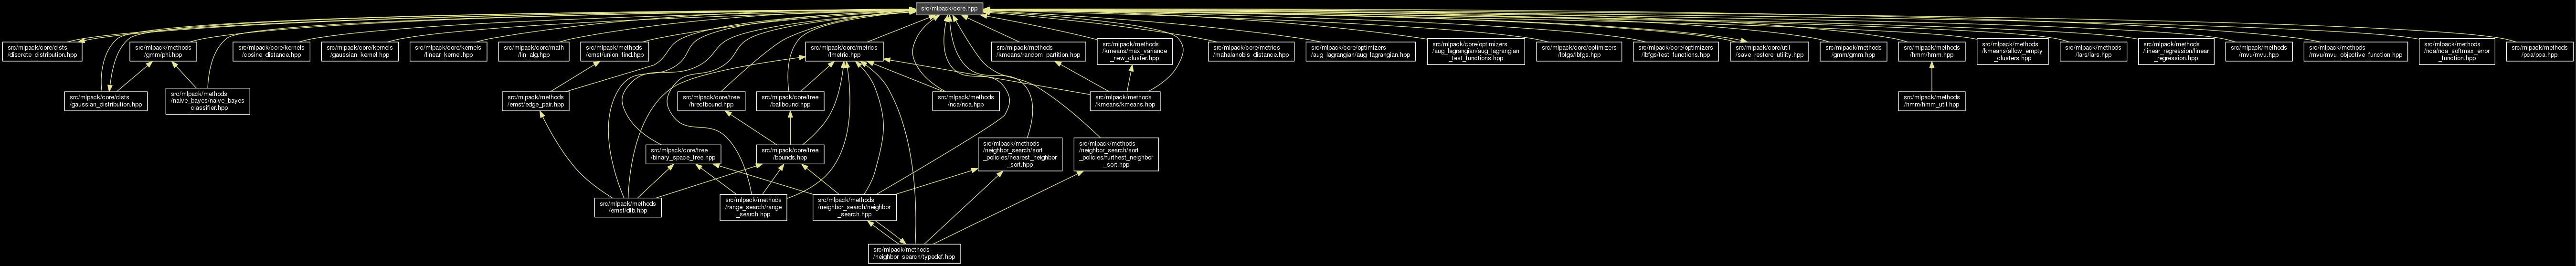 src/mlpack/core.hpp
src/mlpack/core/dists
/discrete_distribution.hpp
src/mlpack/methods
/gmm/phi.hpp
src/mlpack/core/kernels
/cosine_distance.hpp
src/mlpack/core/kernels
/gaussian_kernel.hpp
src/mlpack/core/kernels
/linear_kernel.hpp
src/mlpack/core/math
/lin_alg.hpp
src/mlpack/methods
/emst/union_find.hpp
src/mlpack/core/metrics
/lmetric.hpp
src/mlpack/methods
/kmeans/random_partition.hpp
src/mlpack/methods
/kmeans/max_variance
_new_cluster.hpp
src/mlpack/core/metrics
/mahalanobis_distance.hpp
src/mlpack/core/optimizers
/aug_lagrangian/aug_lagrangian.hpp
src/mlpack/core/optimizers
/aug_lagrangian/aug_lagrangian
_test_functions.hpp
src/mlpack/core/optimizers
/lbfgs/lbfgs.hpp
src/mlpack/core/optimizers
/lbfgs/test_functions.hpp
src/mlpack/core/util
/save_restore_utility.hpp
src/mlpack/methods
/gmm/gmm.hpp
src/mlpack/methods
/hmm/hmm.hpp
src/mlpack/methods
/kmeans/allow_empty
_clusters.hpp
src/mlpack/methods
/lars/lars.hpp
src/mlpack/methods
/linear_regression/linear
_regression.hpp
src/mlpack/methods
/mvu/mvu.hpp
src/mlpack/methods
/mvu/mvu_objective_function.hpp
src/mlpack/methods
/nca/nca_softmax_error
_function.hpp
src/mlpack/methods
/pca/pca.hpp
src/mlpack/core/dists
/gaussian_distribution.hpp
src/mlpack/methods
/naive_bayes/naive_bayes
_classifier.hpp
src/mlpack/methods
/emst/edge_pair.hpp
src/mlpack/core/tree
/hrectbound.hpp
src/mlpack/core/tree
/ballbound.hpp
src/mlpack/methods
/nca/nca.hpp
src/mlpack/methods
/kmeans/kmeans.hpp
src/mlpack/methods
/hmm/hmm_util.hpp
src/mlpack/core/tree
/binary_space_tree.hpp
src/mlpack/core/tree
/bounds.hpp
src/mlpack/methods
/neighbor_search/sort
_policies/nearest_neighbor
_sort.hpp
src/mlpack/methods
/neighbor_search/sort
_policies/furthest_neighbor
_sort.hpp
src/mlpack/methods
/emst/dtb.hpp
src/mlpack/methods
/range_search/range
_search.hpp
src/mlpack/methods
/neighbor_search/neighbor
_search.hpp
src/mlpack/methods
/neighbor_search/typedef.hpp